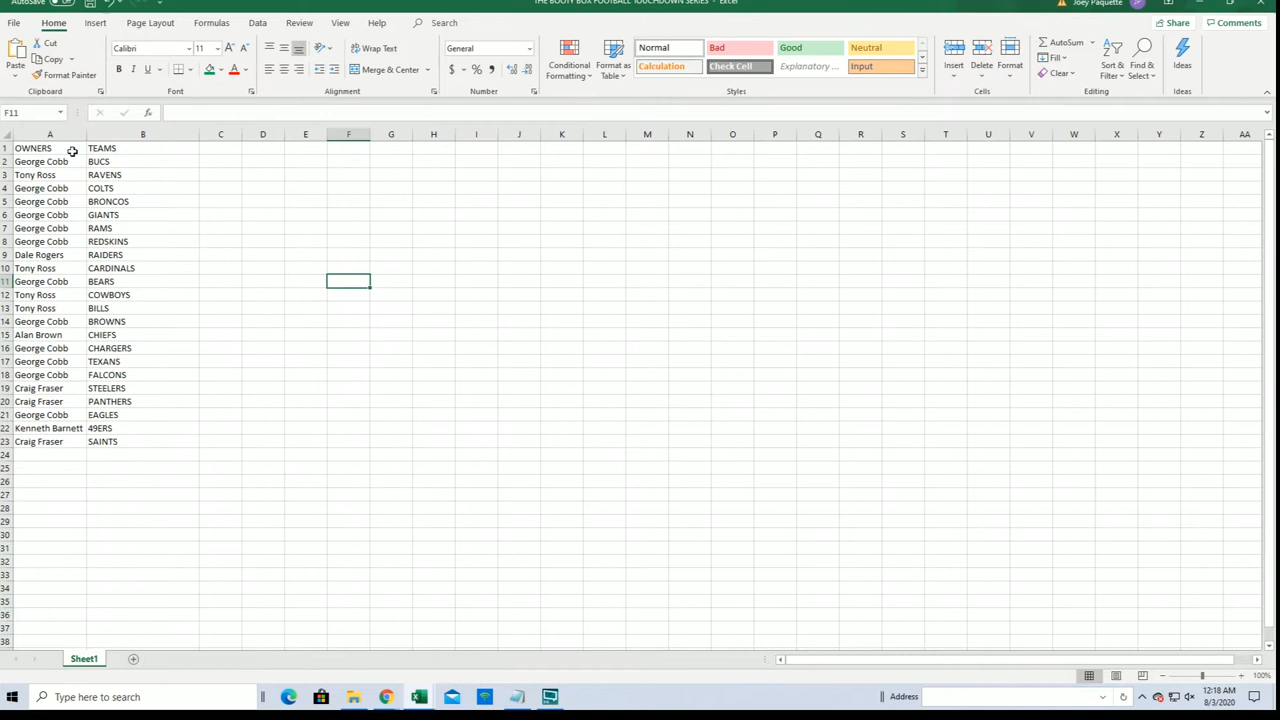 AutoSave Off THE BOOTY BOX FOOTBALL TOUCHDOWN SERIES - Excel Joey Paquette JP
File Home Insert Page Layout Formulas Data Review View Help Search Share Comments
Cut Calibri 11 A A Wrap Text General Normal Bad Good Neutral AutoSum
Copy Fill
Paste Format Painter B I U A Merge & Center $ % Conditional Formatting Format as Table Calculation Check Cell Explanatory ... Input Insert Delete Format Clear Sort & Filter Find & Select Ideas
Clipboard Font Alignment Number Styles Cells Editing Ideas
F11 fx
A B C D E F G H I J K L M N O P Q R S T U V W X Y Z AA
1 OWNERS TEAMS
2 George Cobb BUCS
3 Tony Ross RAVENS
4 George Cobb COLTS
5 George Cobb BRONCOS
6 George Cobb GIANTS
7 George Cobb RAMS
8 George Cobb REDSKINS
9 Dale Rogers RAIDERS
10 Tony Ross CARDINALS
11 George Cobb BEARS
12 Tony Ross COWBOYS
13 Tony Ross BILLS
14 George Cobb BROWNS
15 Alan Brown CHIEFS
16 George Cobb CHARGERS
17 George Cobb TEXANS
18 George Cobb FALCONS
19 Craig Fraser STEELERS
20 Craig Fraser PANTHERS
21 George Cobb EAGLES
22 Kenneth Barnett 49ERS
23 Craig Fraser SAINTS
24
25
26
27
28
29
30
31
32
33
34
35
36
37
38
Sheet1
100%
Type here to search Address 12:18 AM
8/3/2020